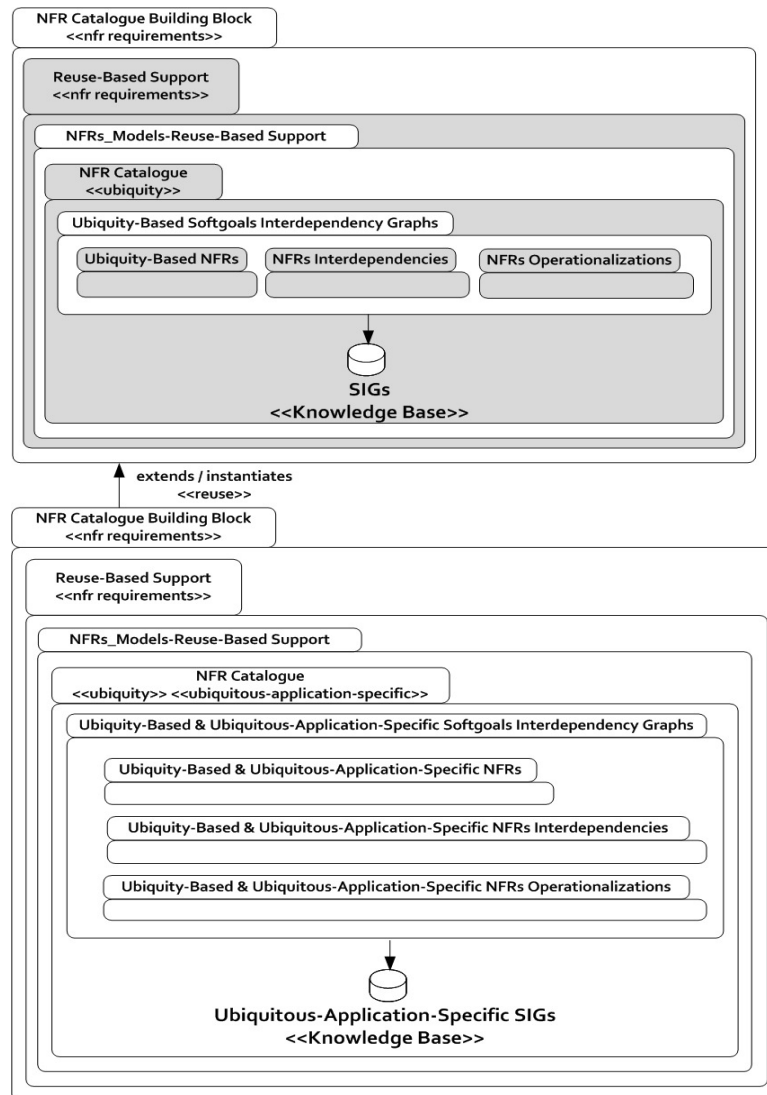 NFR Catalogue Building Block
<<nfr requirements>>
Reuse-Based Support
<<nfr requirements>>
NFRs_Models-Reuse-Based Support
NFR Catalogue
<<ubiquity>>
Ubiquity-Based Softgoals Interdependency Graphs
Ubiquity-Based NFRs
NFRs Interdependencies
NFRs Operationalizations
SIGs
<<Knowledge Base>>
extends / instantiates
<<reuse>>
NFR Catalogue Building Block
<<nfr requirements>>
Reuse-Based Support
<<nfr requirements>>
NFRs_Models-Reuse-Based Support
NFR Catalogue
<<ubiquity>> <<ubiquitous-application-specific>>
Ubiquity-Based & Ubiquitous-Application-Specific Softgoals Interdependency Graphs
Ubiquity-Based & Ubiquitous-Application-Specific NFRs
Ubiquity-Based & Ubiquitous-Application-Specific NFRs Interdependencies
Ubiquity-Based & Ubiquitous-Application-Specific NFRs Operationalizations
Ubiquitous-Application-Specific SIGs
<<Knowledge Base>>